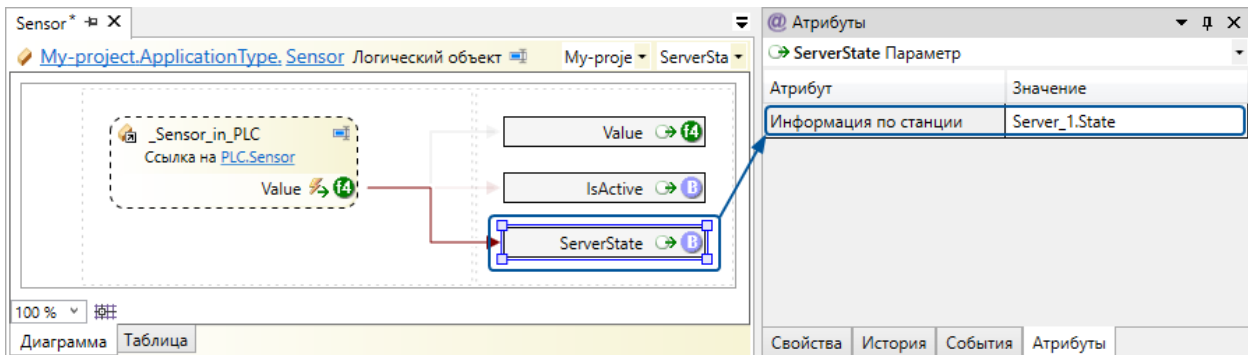 Sensor*
My-project.ApplicationType. Sensor Логический объект My-proje ServerSta
_Sensor_in_PLC
Ссылка на PLC.Sensor
Value f4
Value f4
IsActive B
ServerState B
100 %
Диаграмма Таблица
@ Атрибуты
ServerState Параметр
Атрибут Значение
Информация по станции Server_1.State
Свойства История События Атрибуты